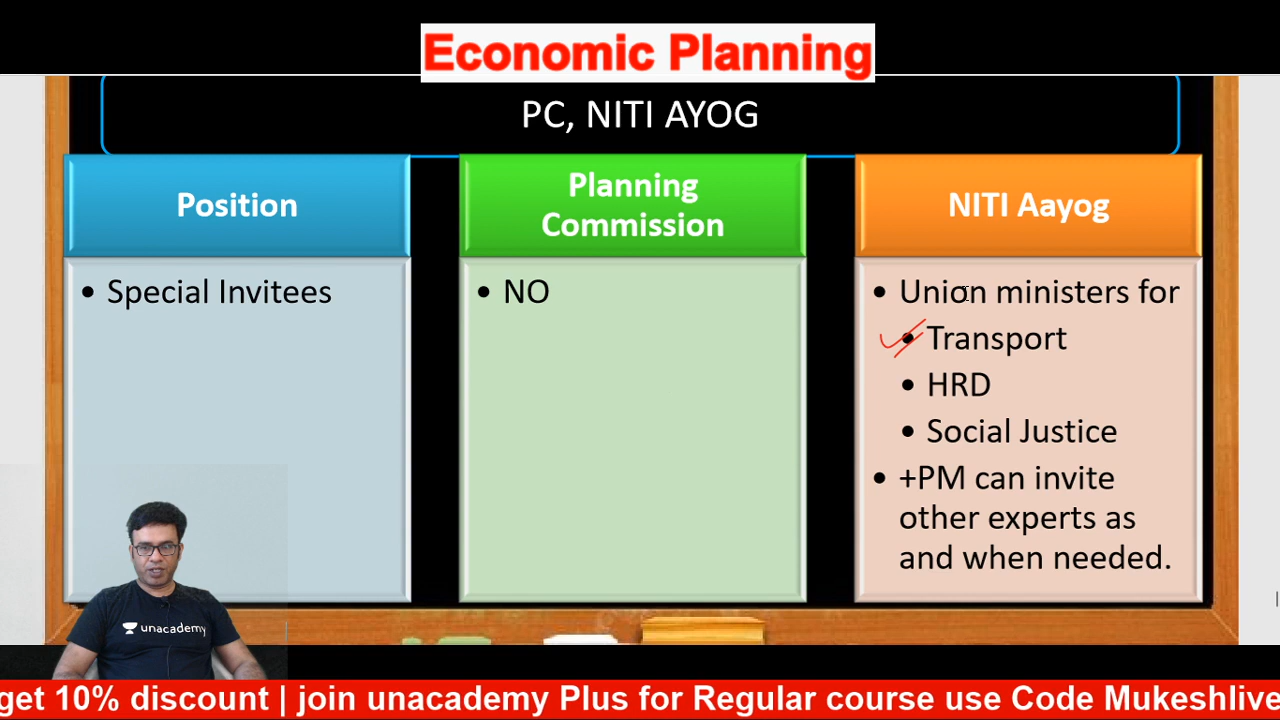 Economic Planning
PC, NITI AYOG
Position
Planning
Commission
NITI Aayog
• Special Invitees
• NO
• Union ministers for
• Transport
• HRD
• Social Justice
• +PM can invite
other experts as
and when needed.
unacademy
get 10% discount | join unacademy Plus for Regular course use Code Mukeshlive